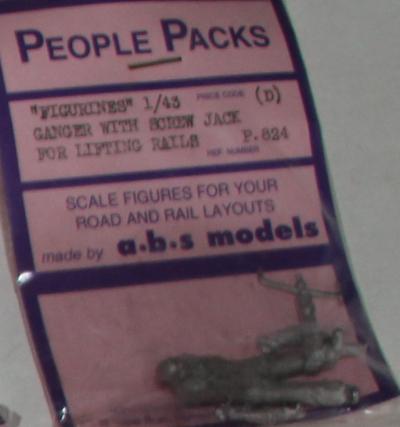 PEOPLE PACKS
"FIGURINES" 1/43 PRICE CODE (D)
GANGER WITH SCREW JACK
FOR LIFTING RAILS P.824
REF NUMBER
SCALE FIGURES FOR YOUR
ROAD AND RAIL LAYOUTS
made by a.b.s models